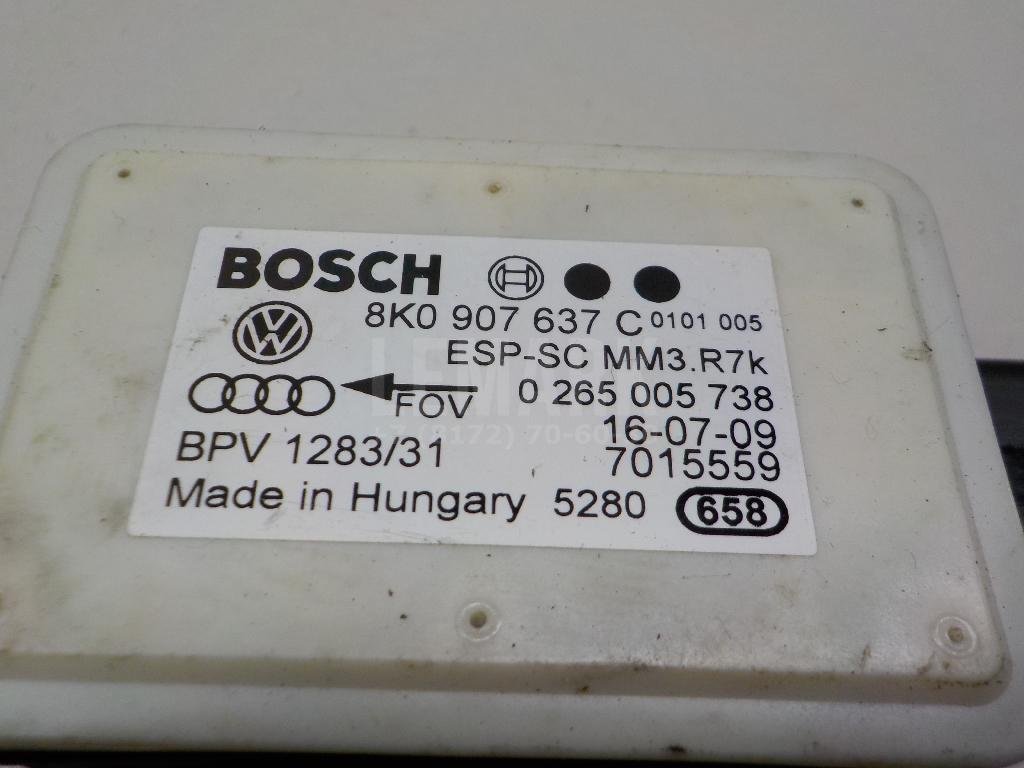 BOSCH
8K0 907 637 C 0101 005
ESP-SC MM3.R7k
FOV
0 265 005 738
16-07-09
BPV 1283/31
7015559
Made in Hungary 5280 658